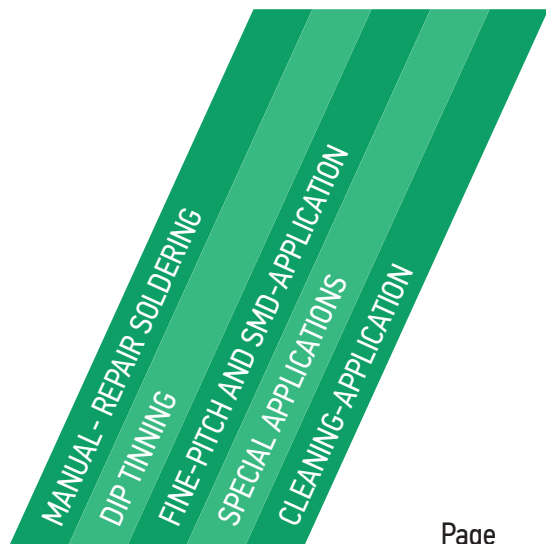 MANUAL- REPAIR SOLDERING
DIP TINNING
FINE-PITCH AND SMD-APPLICATION
SPECIAL APPLICATIONS
CLEANING-APPLICATION
Page